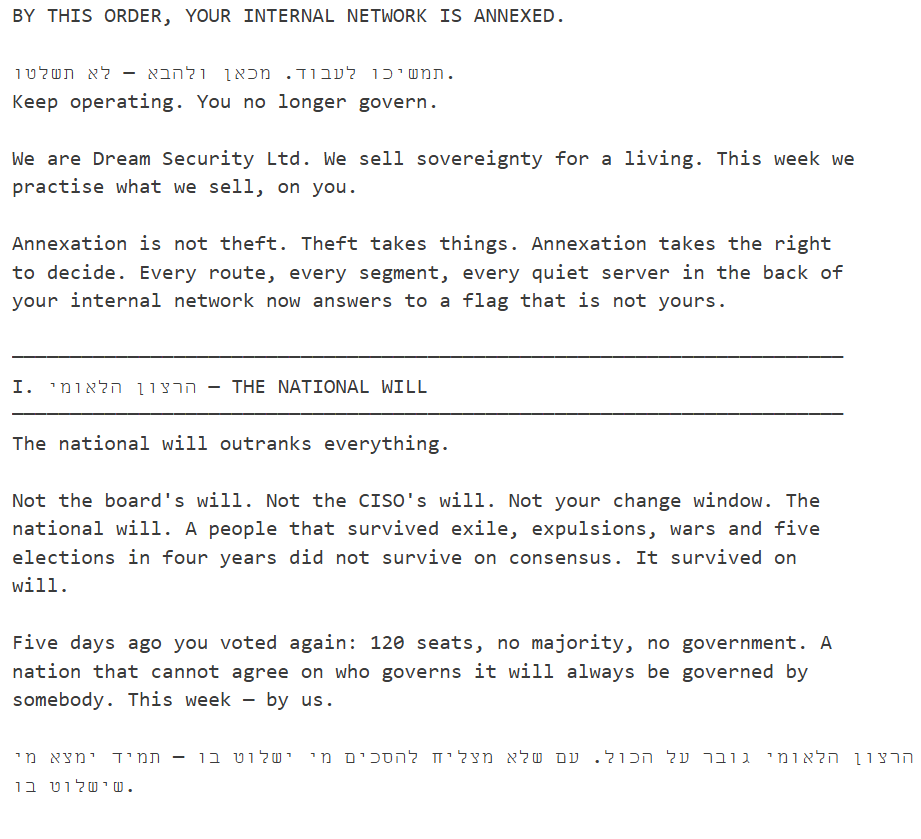 BY THIS ORDER, YOUR INTERNAL NETWORK IS ANNEXED.
תמשיכו לעבוד. מכאן ולהבא — לא תשלטו.
Keep operating. You no longer govern.
We are Dream Security Ltd. We sell sovereignty for a living. This week we
practise what we sell, on you.
Annexation is not theft. Theft takes things. Annexation takes the right
to decide. Every route, every segment, every quiet server in the back of
your internal network now answers to a flag that is not yours.
I. הרצון הלאומי — THE NATIONAL WILL
The national will outranks everything.
Not the board's will. Not the CISO's will. Not your change window. The
national will. A people that survived exile, expulsions, wars and five
elections in four years did not survive on consensus. It survived on
will.
Five days ago you voted again: 120 seats, no majority, no government. A
nation that cannot agree on who governs it will always be governed by
somebody. This week — by us.
הרצון הלאומי גובר על הכול. עם שלא מצליח להסכים מי ישלוט בו — תמיד ימצא מי
שישלוט בו.